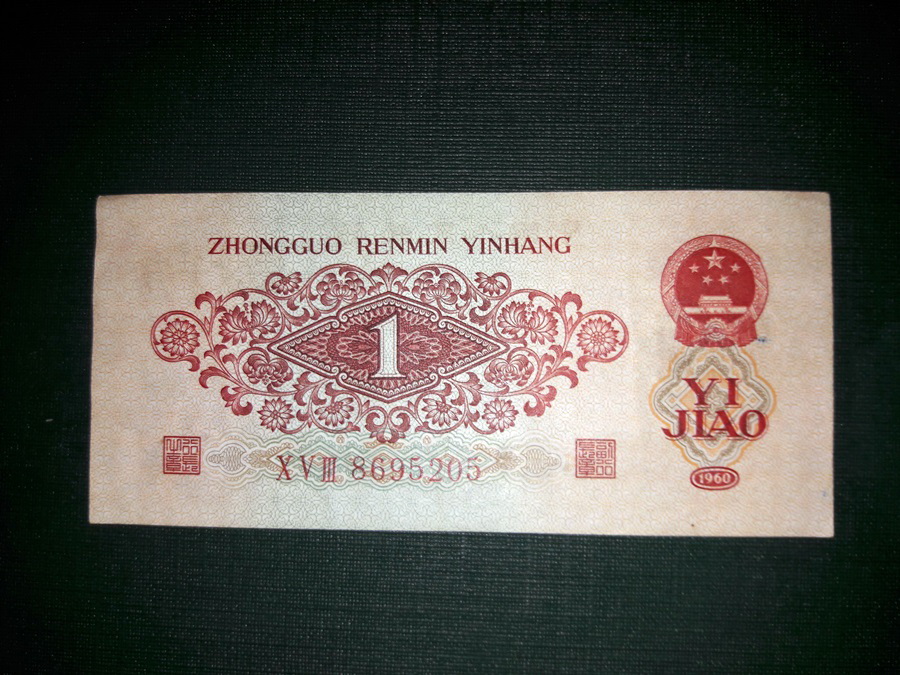 ZHONGGUO RENMIN YINHANG
1
YI
JIAO
XVIII 8695205
1960